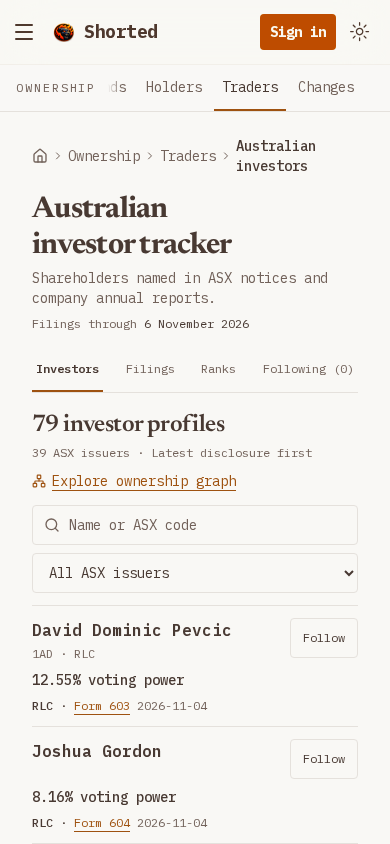 Shorted
Sign in
OWNERSHIP ds Holders Traders Changes
Ownership Traders Australian investors
Australian
investor tracker
Shareholders named in ASX notices and
company annual reports.
Filings through 6 November 2026
Investors Filings Ranks Following (0)
79 investor profiles
39 ASX issuers · Latest disclosure first
Explore ownership graph
Name or ASX code
All ASX issuers
David Dominic Pevcic
Follow
1AD · RLC
12.55% voting power
RLC · Form 603 2026-11-04
Joshua Gordon
Follow
8.16% voting power
RLC · Form 604 2026-11-04